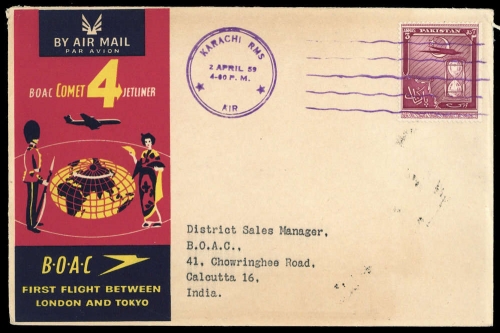 BY AIR MAIL
PAR AVION
BOAC COMET 4 JETLINER
B·O·A·C
FIRST FLIGHT BETWEEN
LONDON AND TOKYO
KARACHI RMS
2 APRIL 59
4-00 P.M.
AIR
PAKISTAN
District Sales Manager,
B.O.A.C.,
41, Chowringhee Road,
Calcutta 16,
India.